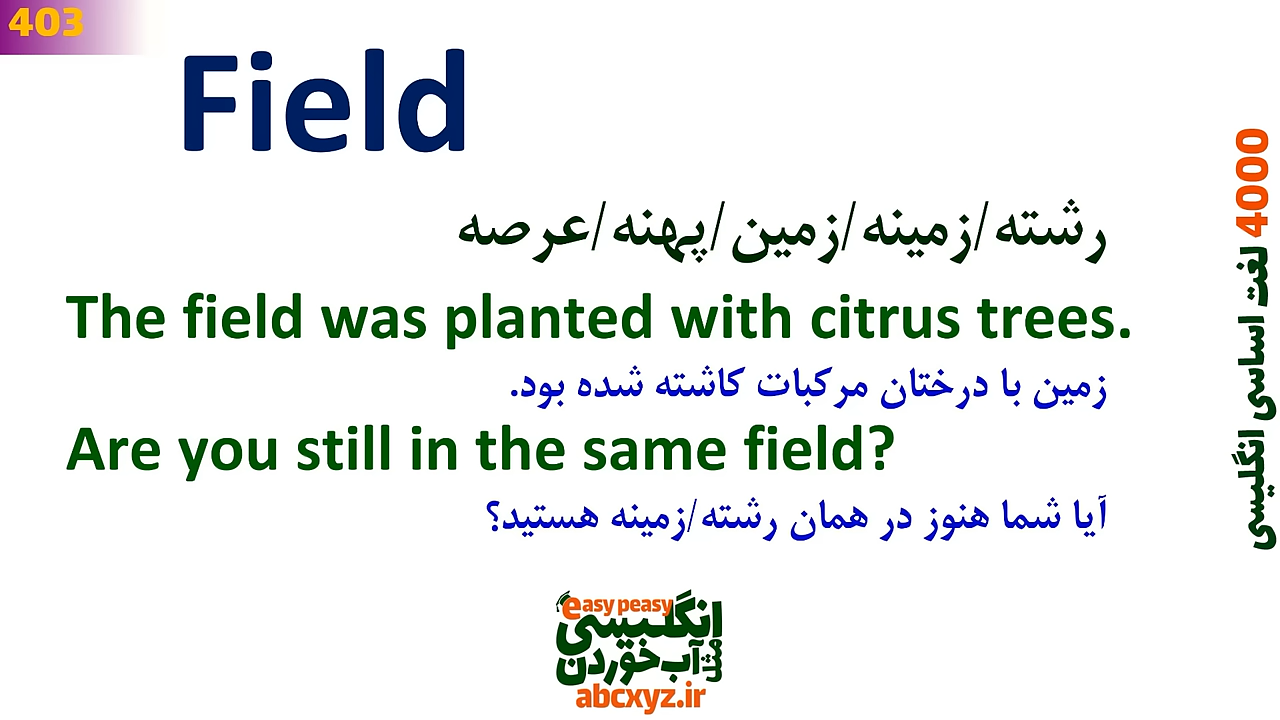 403
Field
رشته/زمینه/زمین/پهنه/عرصه
The field was planted with citrus trees.
زمین با درختان مرکبات کاشته شده بود.
Are you still in the same field?
آیا شما هنوز در همان رشته/زمینه هستید؟
4000 لغت اساسی انگلیسی
easy peasy
انگلیسی
مثل آب خوردن
abcxyz.ir